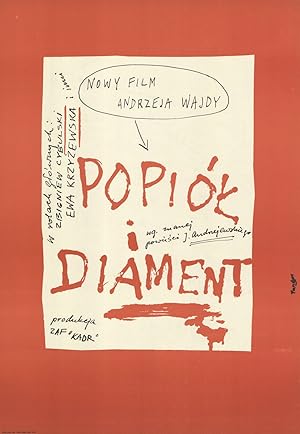 NOWY FILM
ANDRZEJA WAJDY
w rolach głównych:
ZBIGNIEW CYBULSKI
EWA KRZYŻEWSKA i inni
POPIÓŁ
i
wg. znanej
powieści J. Andrzejewskiego
DIAMENT
produkcja
ZAF "KADR"